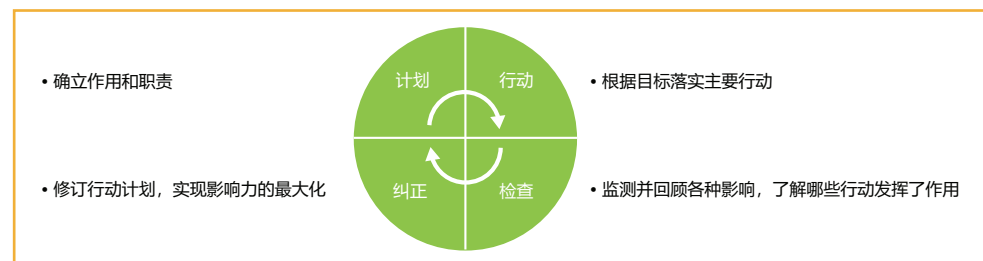 • 确立作用和职责
计划
行动
• 根据目标落实主要行动
• 修订行动计划，实现影响力的最大化
纠正
检查
• 监测并回顾各种影响，了解哪些行动发挥了作用